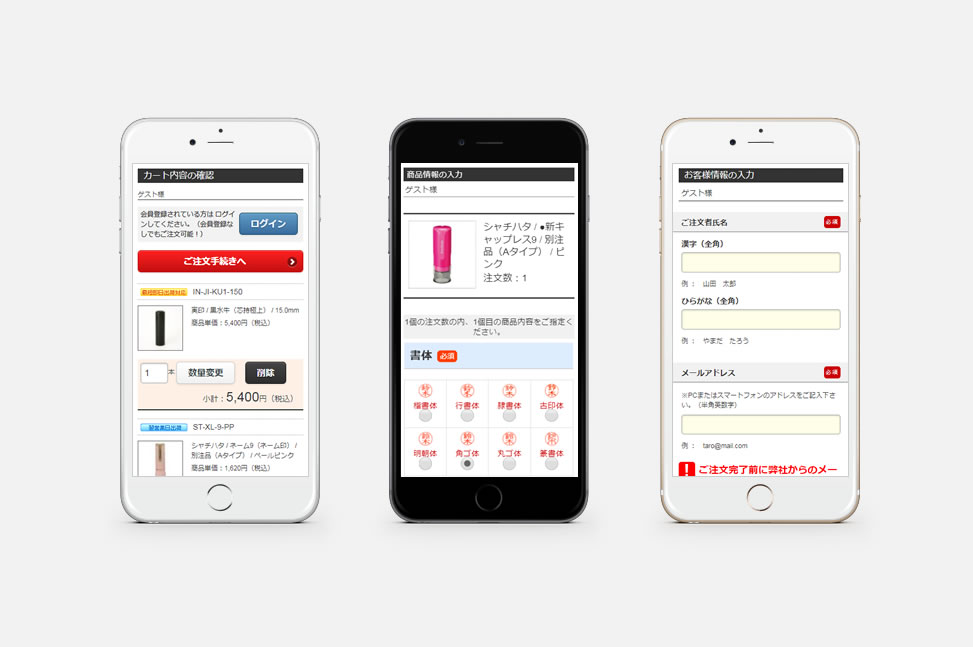 カート内容の確認
ゲスト様
会員登録されている方は ログイ
ンしてください。（会員登録な
しでもご注文可能！）
ログイン
ご注文手続きへ
最短即日出荷対応 IN-JI-KU1-150
実印 / 黒水牛（芯持極上） / 15.0mm
商品単価：5,400円（税込）
1 本 数量変更 削除
小計：5,400円（税込）
翌営業日出荷 ST-XL-9-PP
シャチハタ / ネーム9（ネーム印） /
別注品（Aタイプ） / ペールピンク
商品単価：1,620円（税込）
商品情報の入力
ゲスト様
シャチハタ / ●新キ
ャップレス9 / 別注
品（Aタイプ） / ピ
ンク
注文数：1
1個の注文数の内、1個目の商品内容をご指定く
ださい。
書体 必須
楷書体 行書体 隷書体 古印体
明朝体 角ゴ体 丸ゴ体 篆書体
お客様情報の入力
ゲスト様
ご注文者氏名 必須
漢字（全角）
例： 山田 太郎
ひらがな（全角）
例： やまだ たろう
メールアドレス 必須
※PCまたはスマートフォンのアドレスをご記入下さ
い。（半角英数字）
例： taro@mail.com
! ご注文完了前に弊社からのメー